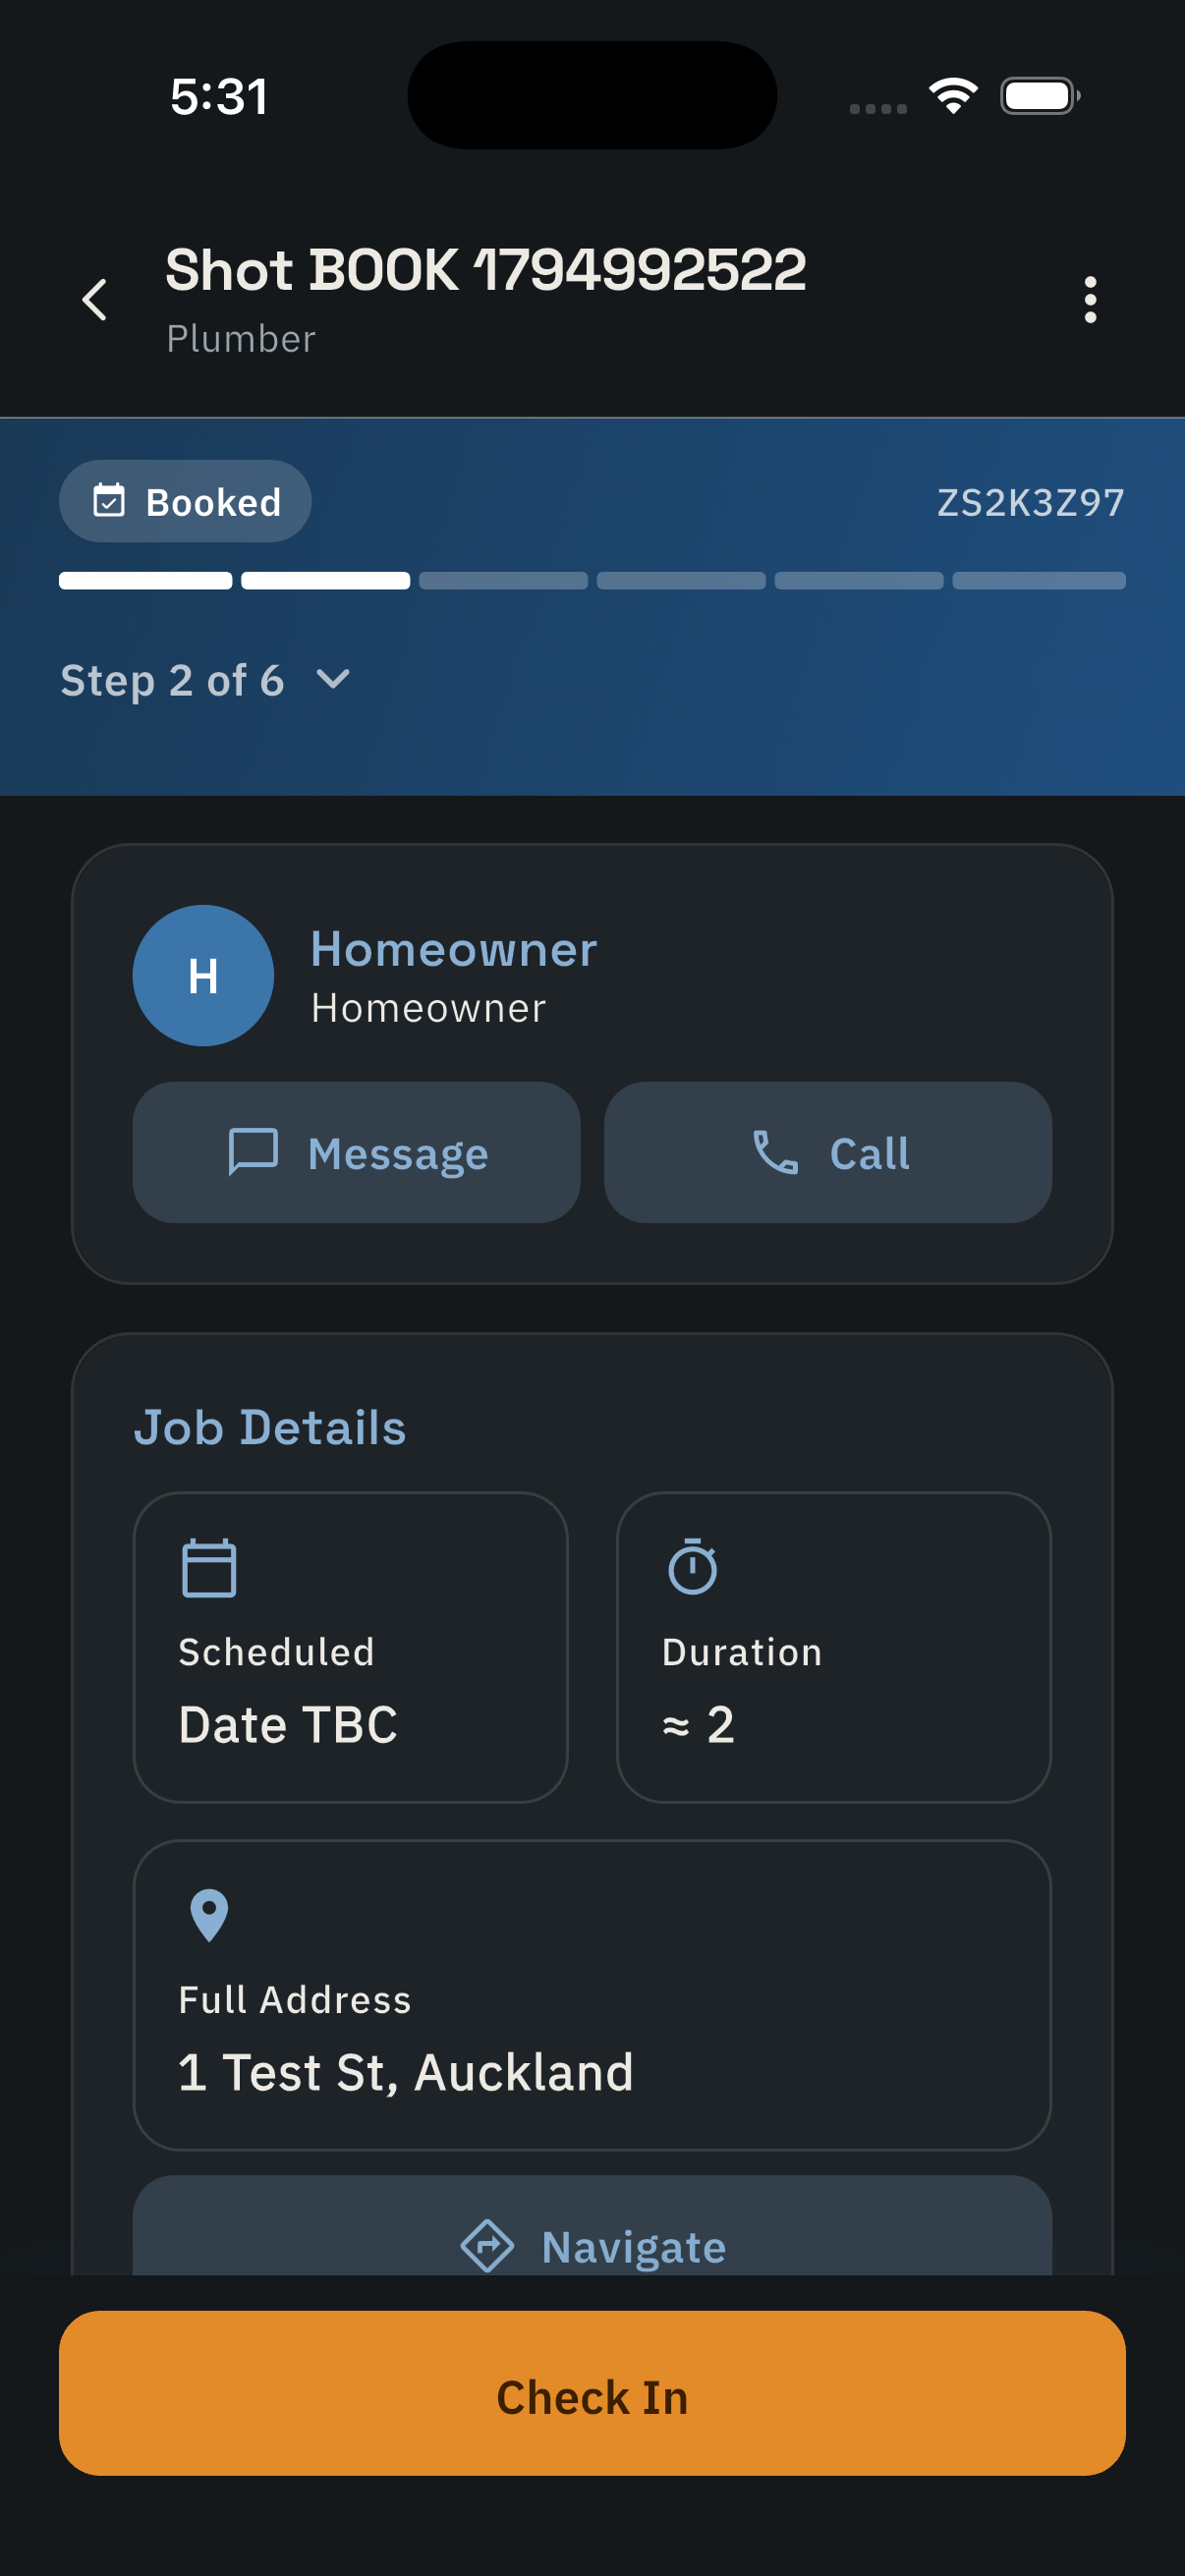 5:31
Shot BOOK 1794992522
Plumber
Booked
ZS2K3Z97
Step 2 of 6
H
Homeowner
Homeowner
Message
Call
Job Details
Scheduled
Date TBC
Duration
≈ 2
Full Address
1 Test St, Auckland
Navigate
Check In